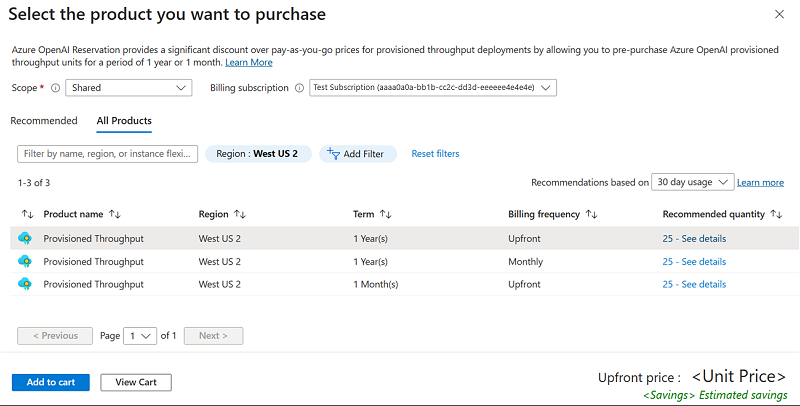 Select the product you want to purchase
Azure OpenAI Reservation provides a significant discount over pay-as-you-go prices for provisioned throughput deployments by allowing you to pre-purchase Azure OpenAI provisioned
throughput units for a period of 1 year or 1 month. Learn More
Scope * Shared Billing subscription Test Subscription (aaaa0a0a-bb1b-cc2c-dd3d-eeeeee4e4e4e)
Recommended All Products
Filter by name, region, or instance flexi... Region : West US 2 Add Filter Reset filters
1-3 of 3 Recommendations based on 30 day usage Learn more
Product name Region Term Billing frequency Recommended quantity
Provisioned Throughput West US 2 1 Year(s) Upfront 25 - See details
Provisioned Throughput West US 2 1 Year(s) Monthly 25 - See details
Provisioned Throughput West US 2 1 Month(s) Upfront 25 - See details
< Previous Page 1 of 1 Next >
Add to cart View Cart Upfront price : <Unit Price>
<Savings> Estimated savings